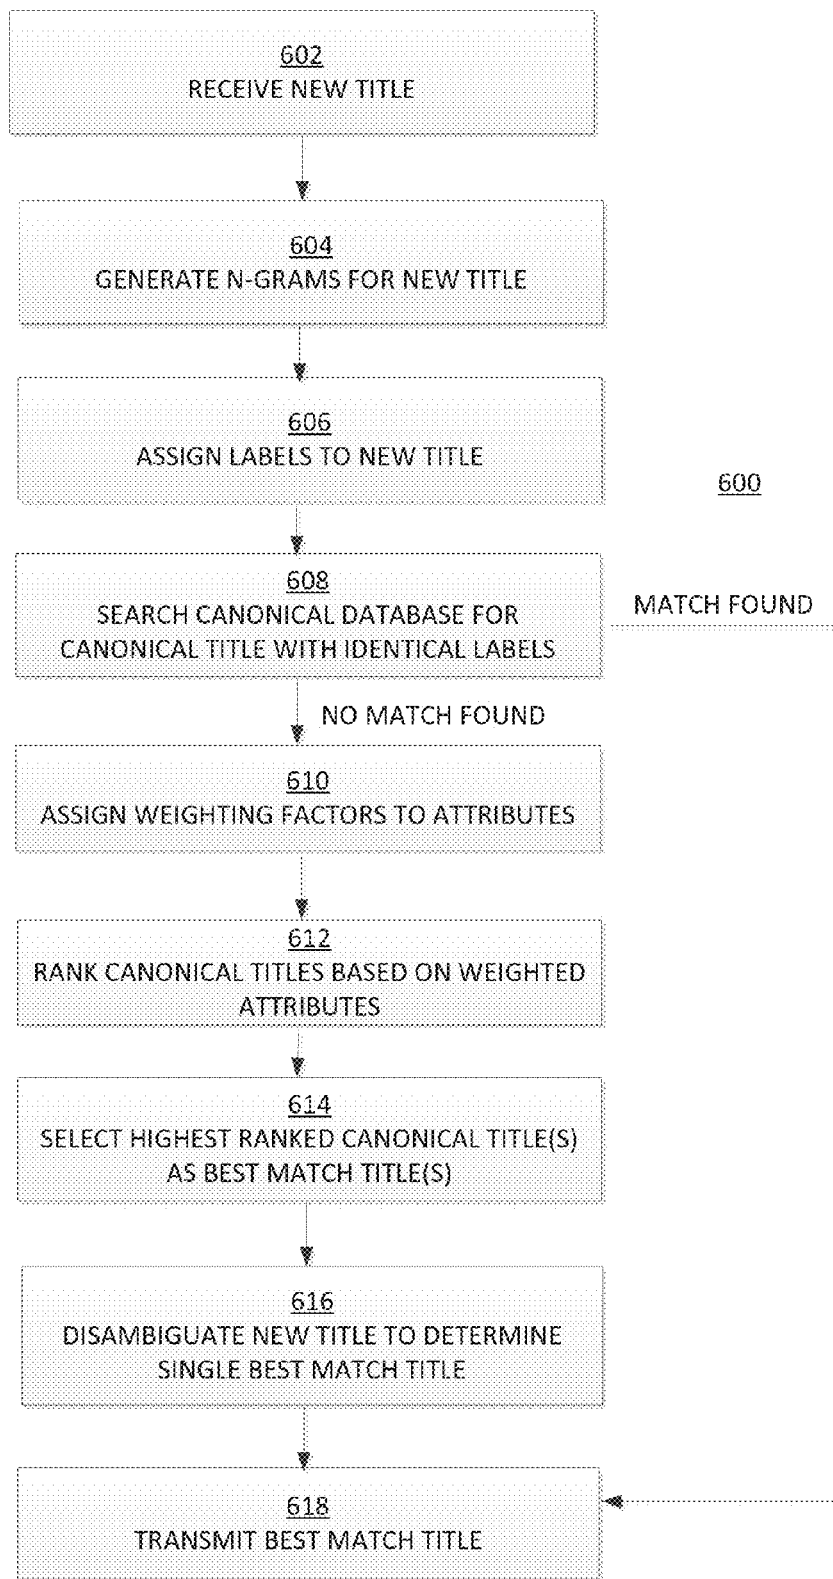 602
RECEIVE NEW TITLE
604
GENERATE N-GRAMS FOR NEW TITLE
606
ASSIGN LABELS TO NEW TITLE
600
608
SEARCH CANONICAL DATABASE FOR
CANONICAL TITLE WITH IDENTICAL LABELS
MATCH FOUND
NO MATCH FOUND
610
ASSIGN WEIGHTING FACTORS TO ATTRIBUTES
612
RANK CANONICAL TITLES BASED ON WEIGHTED
ATTRIBUTES
614
SELECT HIGHEST RANKED CANONICAL TITLE(S)
AS BEST MATCH TITLE(S)
616
DISAMBIGUATE NEW TITLE TO DETERMINE
SINGLE BEST MATCH TITLE
618
TRANSMIT BEST MATCH TITLE